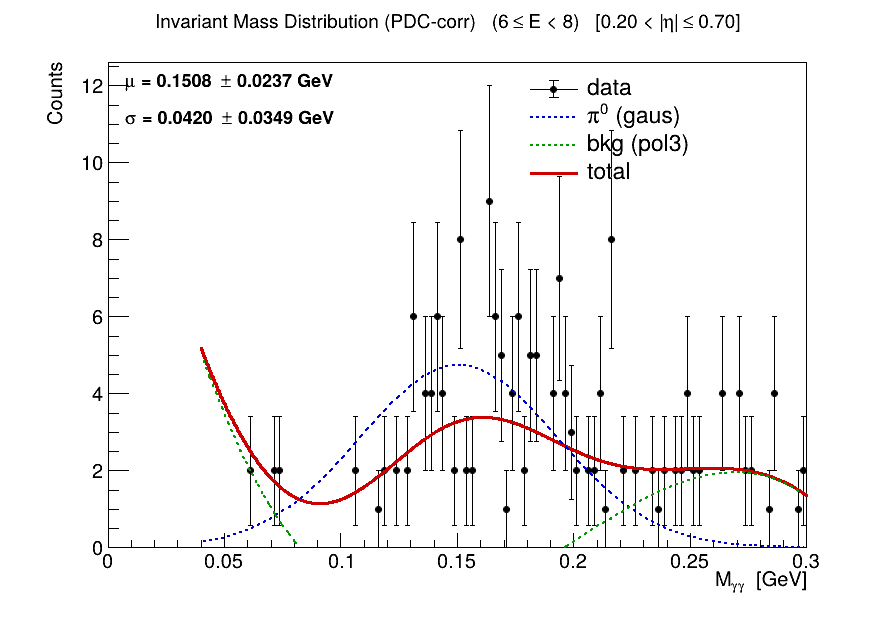 Invariant Mass Distribution (PDC-corr) (6 ≤ E < 8) [0.20 < |η| ≤ 0.70]
Counts
μ = 0.1508 ± 0.0237 GeV
σ = 0.0420 ± 0.0349 GeV
data
π⁰ (gaus)
bkg (pol3)
total
12
10
8
6
4
2
0
0 0.05 0.1 0.15 0.2 0.25 0.3
Mγγ [GeV]